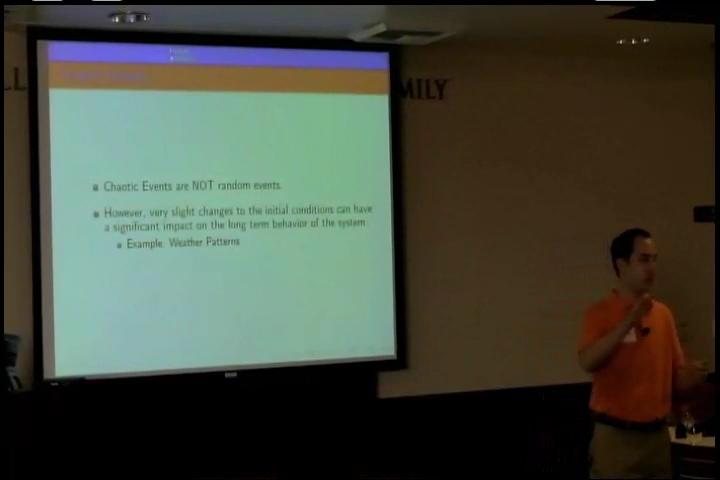 MILY
Chaotic Events are NOT random events.
However, very slight changes to the initial conditions can have
a significant impact on the long term behavior of the system.
Example: Weather Patterns